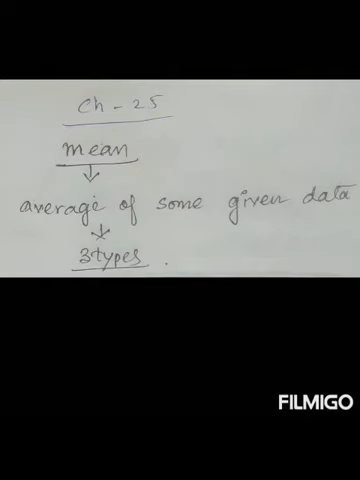 Ch - 25
mean
average of some given data
3types.
FILMIGO